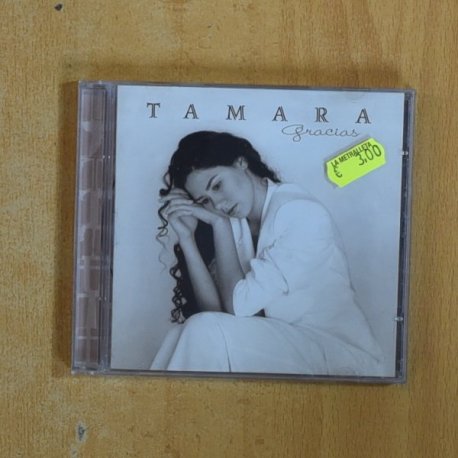 TAMARA
Gracias
LA METRALLETA
€ 3,00